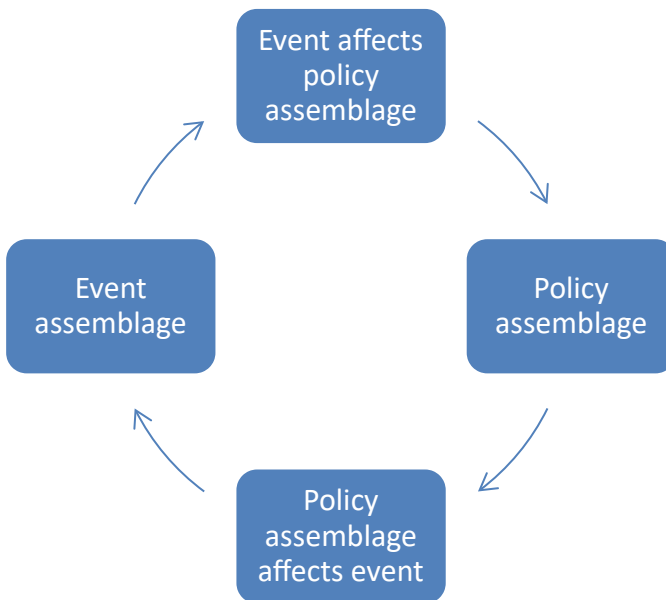 Event affects
policy
assemblage
Event
assemblage
Policy
assemblage
Policy
assemblage
affects event